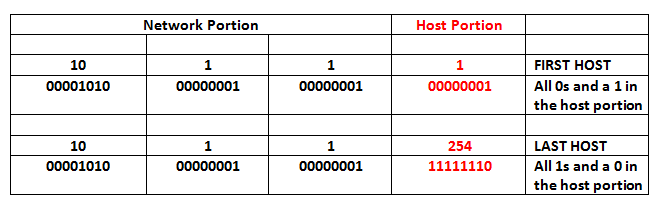 Network Portion Host Portion
10 1 1 1 FIRST HOST
00001010 00000001 00000001 00000001 All 0s and a 1 in
the host portion
10 1 1 254 LAST HOST
00001010 00000001 00000001 11111110 All 1s and a 0 in
the host portion